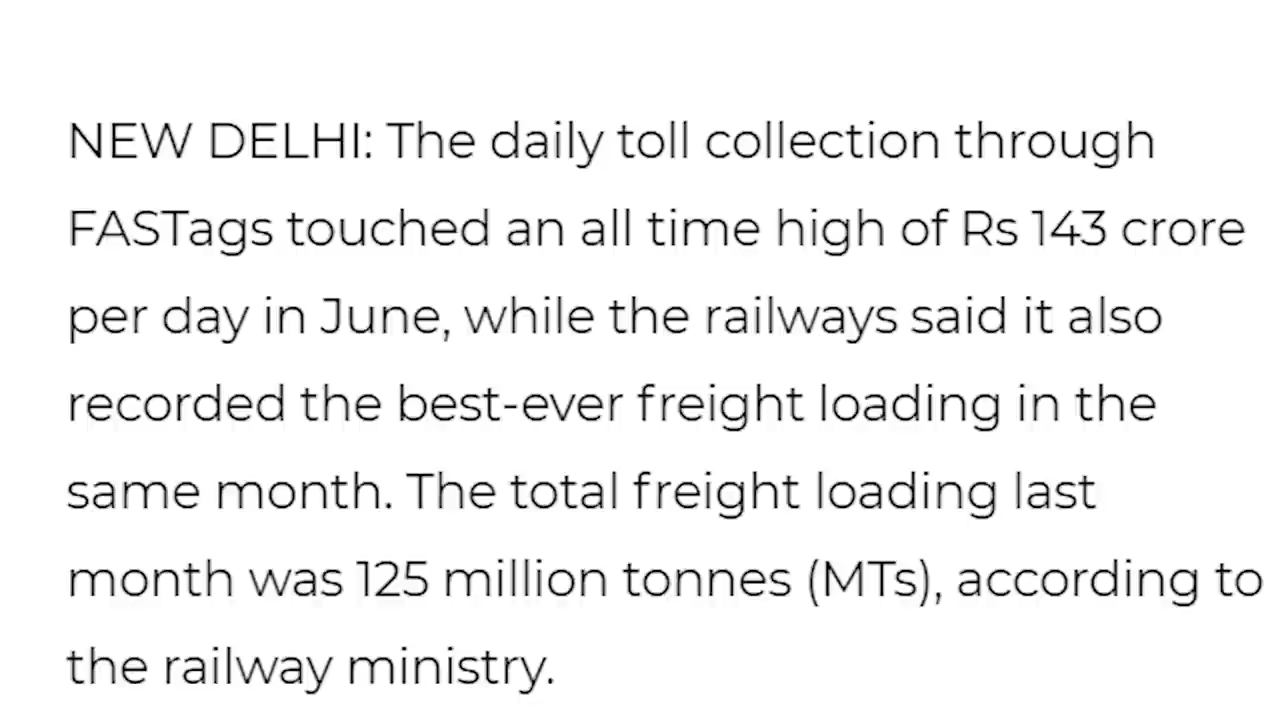 NEW DELHI: The daily toll collection through
FASTags touched an all time high of Rs 143 crore
per day in June, while the railways said it also
recorded the best-ever freight loading in the
same month. The total freight loading last
month was 125 million tonnes (MTs), according to
the railway ministry.